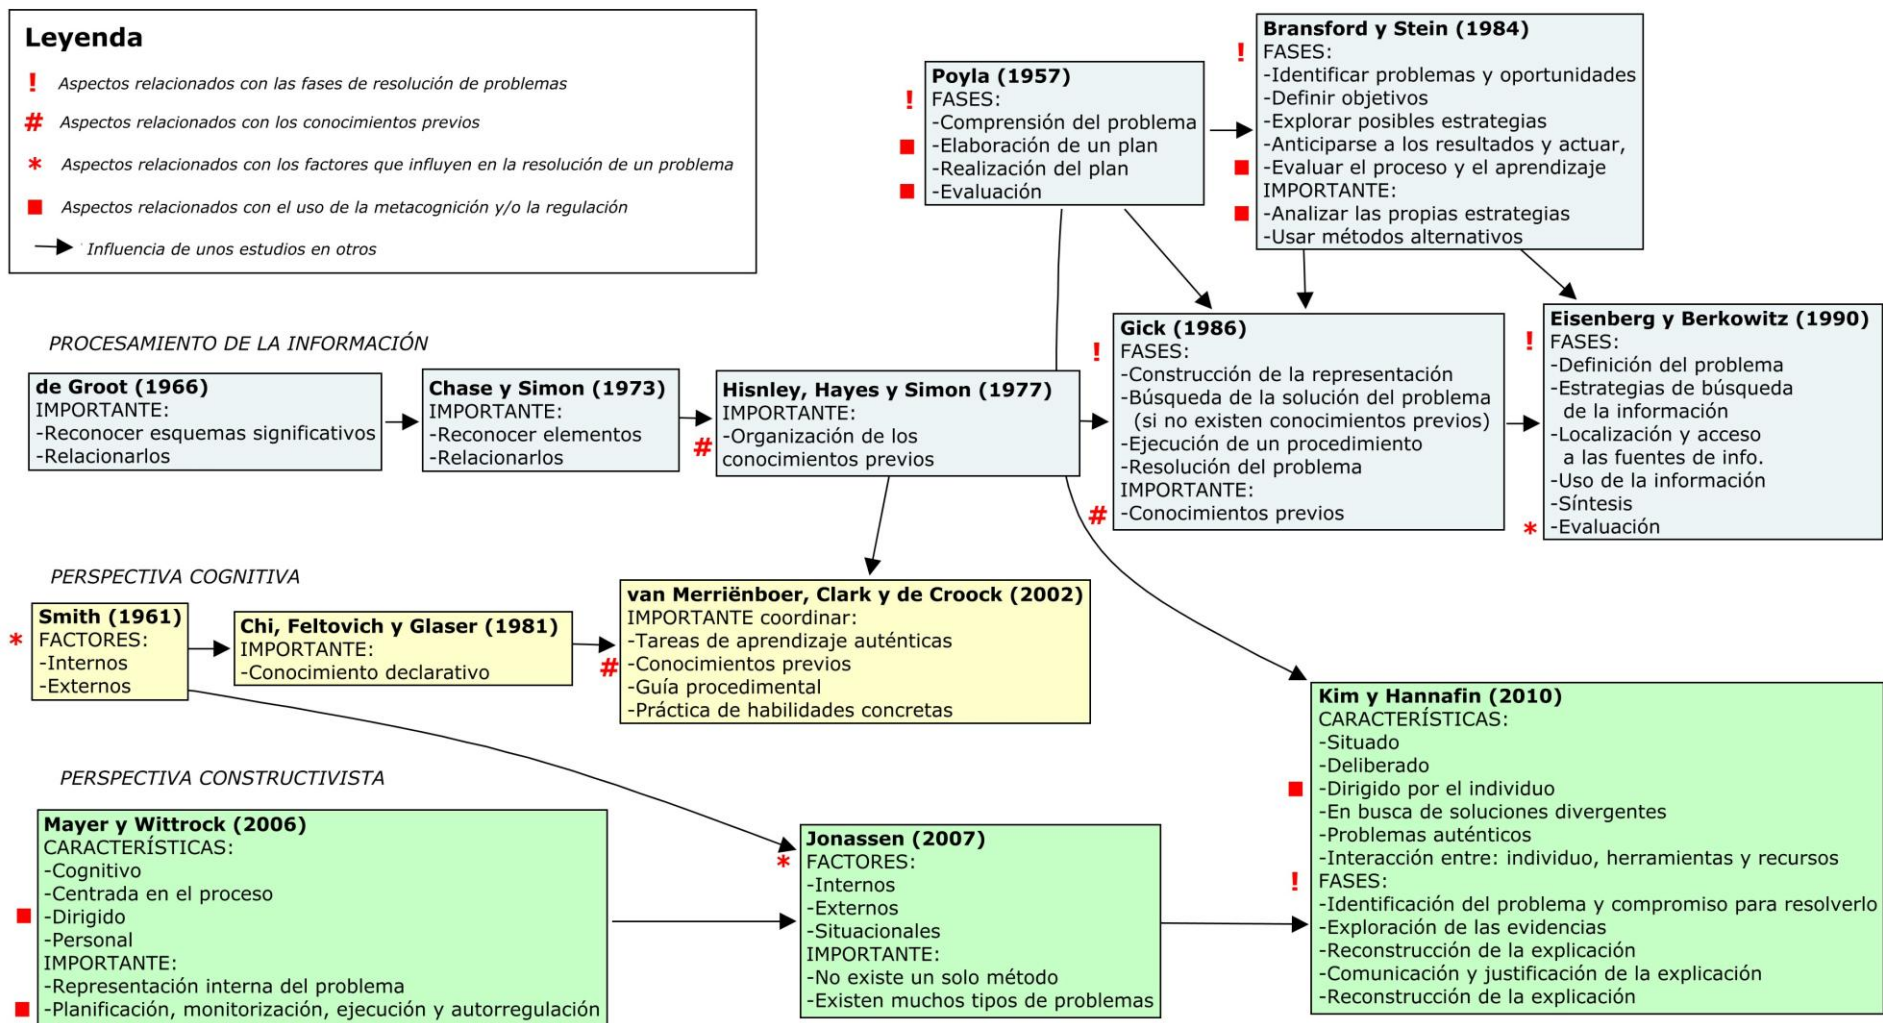 Leyenda
! Aspectos relacionados con las fases de resolución de problemas
# Aspectos relacionados con los conocimientos previos
* Aspectos relacionados con los factores que influyen en la resolución de un problema
■ Aspectos relacionados con el uso de la metacognición y/o la regulación
Influencia de unos estudios en otros
Poyla (1957)
! FASES:
-Comprensión del problema
■ -Elaboración de un plan
-Realización del plan
■ -Evaluación
Bransford y Stein (1984)
! FASES:
-Identificar problemas y oportunidades
-Definir objetivos
-Explorar posibles estrategias
-Anticiparse a los resultados y actuar,
■ -Evaluar el proceso y el aprendizaje
IMPORTANTE:
■ -Analizar las propias estrategias
-Usar métodos alternativos
PROCESAMIENTO DE LA INFORMACIÓN
de Groot (1966)
IMPORTANTE:
-Reconocer esquemas significativos
-Relacionarlos
Chase y Simon (1973)
IMPORTANTE:
-Reconocer elementos
-Relacionarlos
Hisnley, Hayes y Simon (1977)
IMPORTANTE:
# -Organización de los
conocimientos previos
Gick (1986)
! FASES:
-Construcción de la representación
-Búsqueda de la solución del problema
(si no existen conocimientos previos)
-Ejecución de un procedimiento
-Resolución del problema
IMPORTANTE:
# -Conocimientos previos
Eisenberg y Berkowitz (1990)
! FASES:
-Definición del problema
-Estrategias de búsqueda
de la información
-Localización y acceso
a las fuentes de info.
-Uso de la información
-Síntesis
* -Evaluación
PERSPECTIVA COGNITIVA
Smith (1961)
* FACTORES:
-Internos
-Externos
Chi, Feltovich y Glaser (1981)
IMPORTANTE:
-Conocimiento declarativo
van Merriënboer, Clark y de Croock (2002)
IMPORTANTE coordinar:
-Tareas de aprendizaje auténticas
# -Conocimientos previos
-Guía procedimental
-Práctica de habilidades concretas
PERSPECTIVA CONSTRUCTIVISTA
Mayer y Wittrock (2006)
CARACTERÍSTICAS:
-Cognitivo
-Centrada en el proceso
■ -Dirigido
-Personal
IMPORTANTE:
-Representación interna del problema
■ -Planificación, monitorización, ejecución y autorregulación
Jonassen (2007)
* FACTORES:
-Internos
-Externos
-Situacionales
IMPORTANTE:
-No existe un solo método
-Existen muchos tipos de problemas
Kim y Hannafin (2010)
CARACTERÍSTICAS:
-Situado
-Deliberado
■ -Dirigido por el individuo
-En busca de soluciones divergentes
-Problemas auténticos
-Interacción entre: individuo, herramientas y recursos
! FASES:
-Identificación del problema y compromiso para resolverlo
-Exploración de las evidencias
-Reconstrucción de la explicación
-Comunicación y justificación de la explicación
-Reconstrucción de la explicación